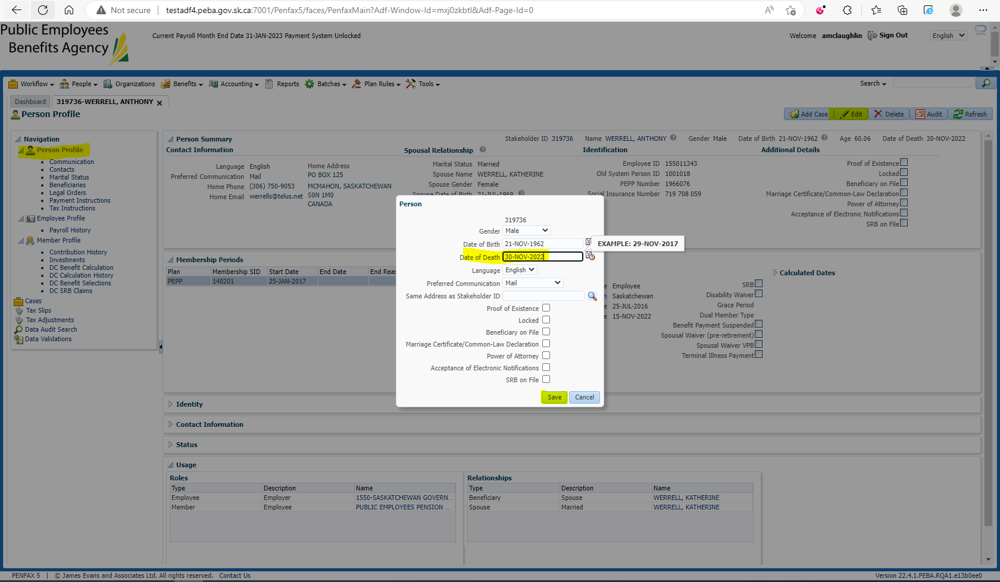 Not secure | testadf4.peba.gov.sk.ca:7001/Penfax5/faces/PenfaxMain?Adf-Window-Id=mxj0zkbtl&Adf-Page-Id=0
Public Employees
Benefits Agency
Current Payroll Month End Date 31-JAN-2023 Payment System Unlocked
Welcome amclaughlin Sign Out English
Workflow People Organizations Benefits Accounting Reports Batches Plan Rules Tools Search
Dashboard 319736-WERRELL, ANTHONY
Person Profile
Add Case Edit Delete Audit Refresh
Navigation
Person Profile
Communication
Contacts
Marital Status
Beneficiaries
Legal Orders
Payment Instructions
Tax Instructions
Employee Profile
Payroll History
Member Profile
Contribution History
Investments
DC Benefit Calculation
DC Calculation History
DC Benefit Selections
DC SRB Claims
Cases
Tax Slips
Tax Adjustments
Data Audit Search
Data Validations
Person Summary
Stakeholder ID 319736 Name WERRELL, ANTHONY Gender Male Date of Birth 21-NOV-1962 Age 60.06 Date of Death 30-NOV-2022
Contact Information
Language English
Preferred Communication Mail
Home Phone (306) 750-9053
Home Email werrells@telus.net
Home Address
PO BOX 125
MCMAHON, SASKATCHEWAN
S0N 1M0
CANADA
Spousal Relationship
Marital Status Married
Spouse Name WERRELL, KATHERINE
Spouse Gender Female
Spouse Date of Birth 31-JUL-1969
Identification
Employee ID 155011343
Old System Person ID 1001018
PEPP Number 1966076
Social Insurance Number 719 708 059
Additional Details
Proof of Existence
Locked
Beneficiary on File
Marriage Certificate/Common-Law Declaration
Power of Attorney
Acceptance of Electronic Notifications
SRB on File
Membership Periods
Plan Membership SID Start Date End Date End Reas
PEPP 140201 25-JAN-2017
Person
319736
Gender Male
Date of Birth 21-NOV-1962
EXAMPLE: 29-NOV-2017
Date of Death 30-NOV-2022
Language English
Preferred Communication Mail
Same Address as Stakeholder ID
Proof of Existence
Locked
Beneficiary on File
Marriage Certificate/Common-Law Declaration
Power of Attorney
Acceptance of Electronic Notifications
SRB on File
Save Cancel
e Employee
n Saskatchewan
e 25-JUL-2016
e 15-NOV-2022
SRB
Disability Waiver
Grace Period
Dual Member Type
Benefit Payment Suspended
Spousal Waiver (pre-retirement)
Spousal Waiver VPB
Terminal Illness Payment
Calculated Dates
Identity
Contact Information
Status
Usage
Roles
Type Description Name
Employee Employer 1550-SASKATCHEWAN GOVERN...
Member Employee PUBLIC EMPLOYEES PENSION ...
Relationships
Type Description Name
Beneficiary Spouse WERRELL, KATHERINE
Spouse Married WERRELL, KATHERINE
PENFAX 5 | © James Evans and Associates Ltd. All rights reserved. Contact Us
Version 22.4.1.PEBA.RQA1.e13b0ee0